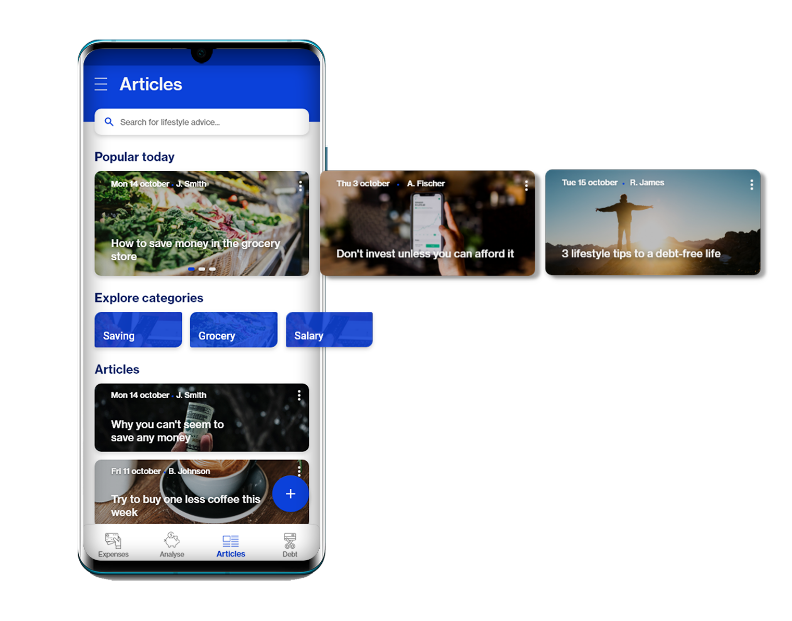 Articles
Search for lifestyle advice...
Popular today
Mon 14 october · J. Smith
How to save money in the grocery
store
Thu 3 october · A. Fischer
Don't invest unless you can afford it
Tue 15 october · R. James
3 lifestyle tips to a debt-free life
Explore categories
Saving
Grocery
Salary
Articles
Mon 14 october · J. Smith
Why you can't seem to
save any money
Fri 11 october · B. Johnson
Try to buy one less coffee this
week
+
Expenses
Analyse
Articles
Debt